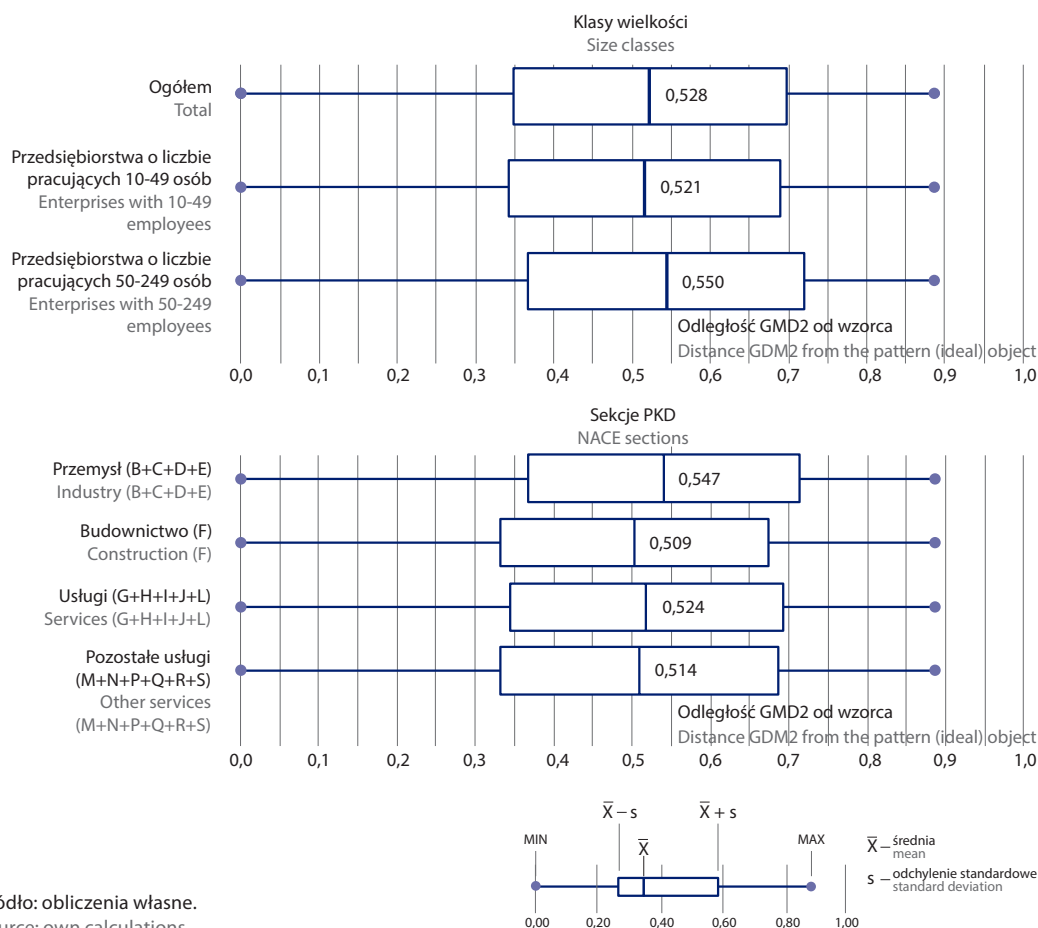 Klasy wielkości
Size classes
Ogółem
Total
0,528
Przedsiębiorstwa o liczbie
pracujących 10-49 osób
Enterprises with 10-49
employees
0,521
Przedsiębiorstwa o liczbie
pracujących 50-249 osób
Enterprises with 50-249
employees
0,550
Odległość GMD2 od wzorca
Distance GDM2 from the pattern (ideal) object
0,0 0,1 0,2 0,3 0,4 0,5 0,6 0,7 0,8 0,9 1,0
Sekcje PKD
NACE sections
Przemysł (B+C+D+E)
Industry (B+C+D+E)
0,547
Budownictwo (F)
Construction (F)
0,509
Usługi (G+H+I+J+L)
Services (G+H+I+J+L)
0,524
Pozostałe usługi
(M+N+P+Q+R+S)
Other services
(M+N+P+Q+R+S)
0,514
Odległość GMD2 od wzorca
Distance GDM2 from the pattern (ideal) object
0,0 0,1 0,2 0,3 0,4 0,5 0,6 0,7 0,8 0,9 1,0
X̅ – s X̅ + s
MIN X̅ MAX
X̅ – średnia
mean
s – odchylenie standardowe
standard deviation
0,00 0,20 0,40 0,60 0,80 1,00
ódło: obliczenia własne.
urce: own calculations